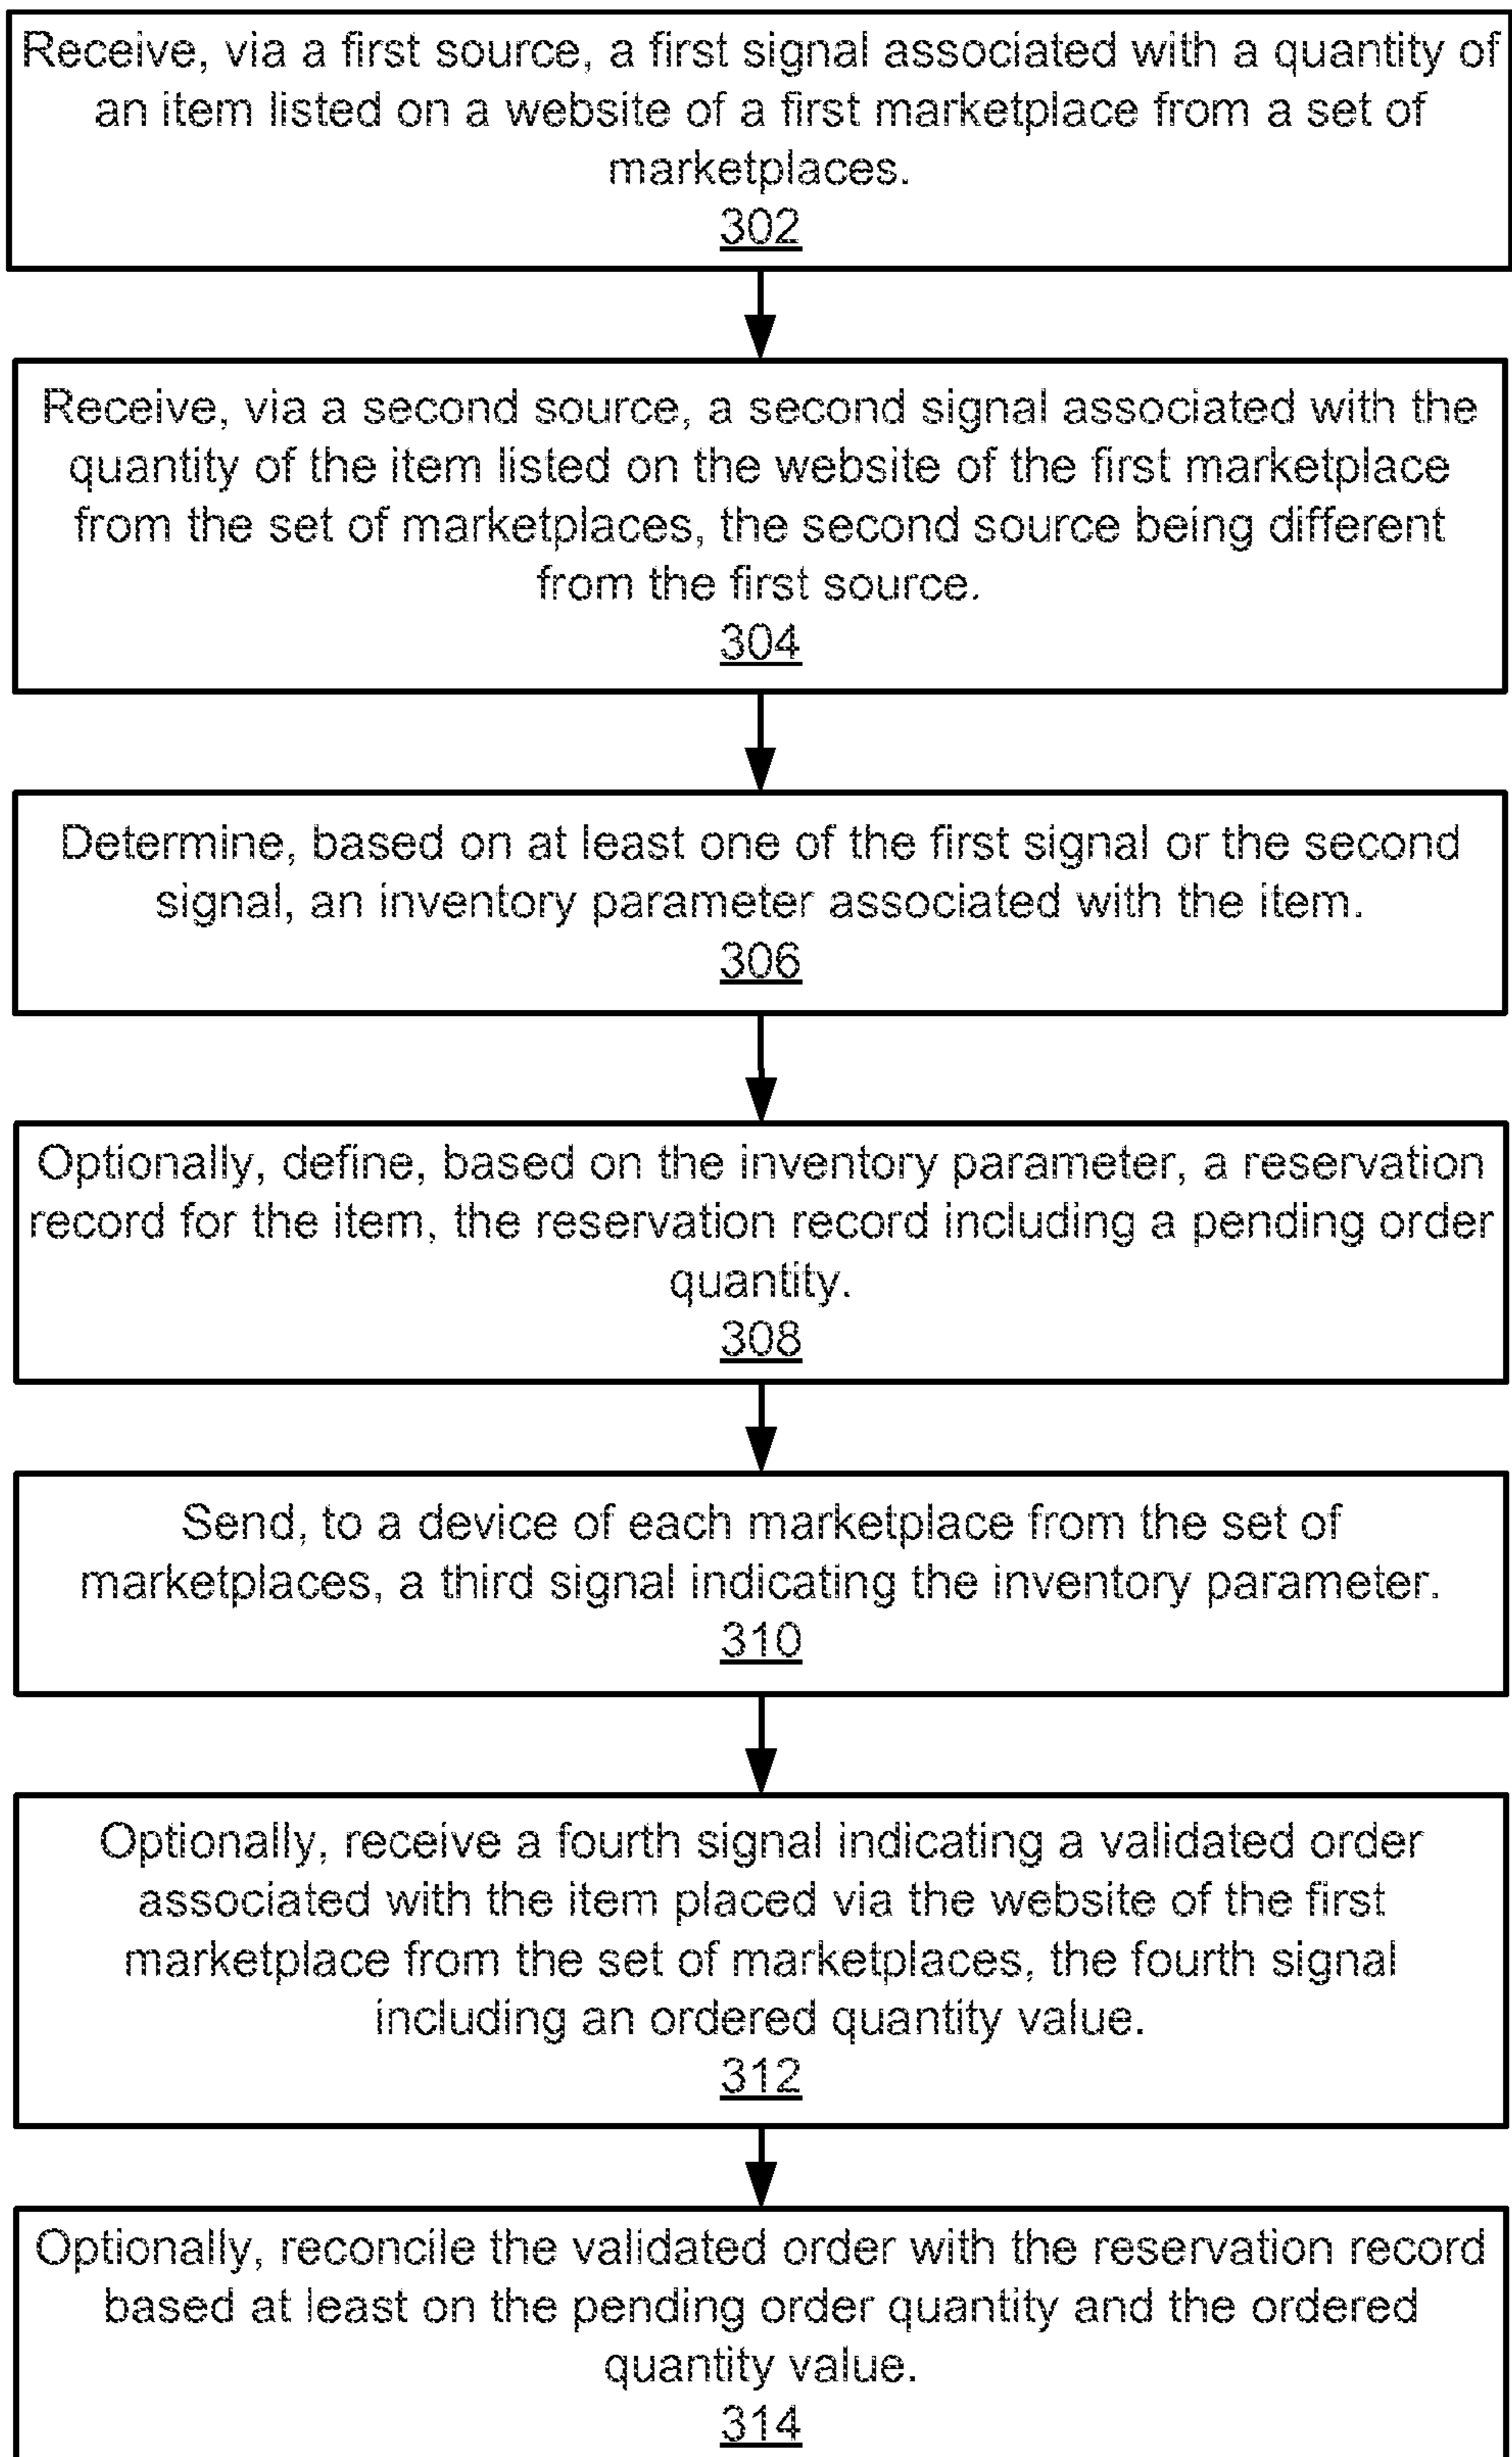 Receive, via a first source, a first signal associated with a quantity of
an item listed on a website of a first marketplace from a set of
marketplaces.
302
Receive, via a second source, a second signal associated with the
quantity of the item listed on the website of the first marketplace
from the set of marketplaces, the second source being different
from the first source.
304
Determine, based on at least one of the first signal or the second
signal, an inventory parameter associated with the item.
306
Optionally, define, based on the inventory parameter, a reservation
record for the item, the reservation record including a pending order
quantity.
308
Send, to a device of each marketplace from the set of
marketplaces, a third signal indicating the inventory parameter.
310
Optionally, receive a fourth signal indicating a validated order
associated with the item placed via the website of the first
marketplace from the set of marketplaces, the fourth signal
including an ordered quantity value.
312
Optionally, reconcile the validated order with the reservation record
based at least on the pending order quantity and the ordered
quantity value.
314